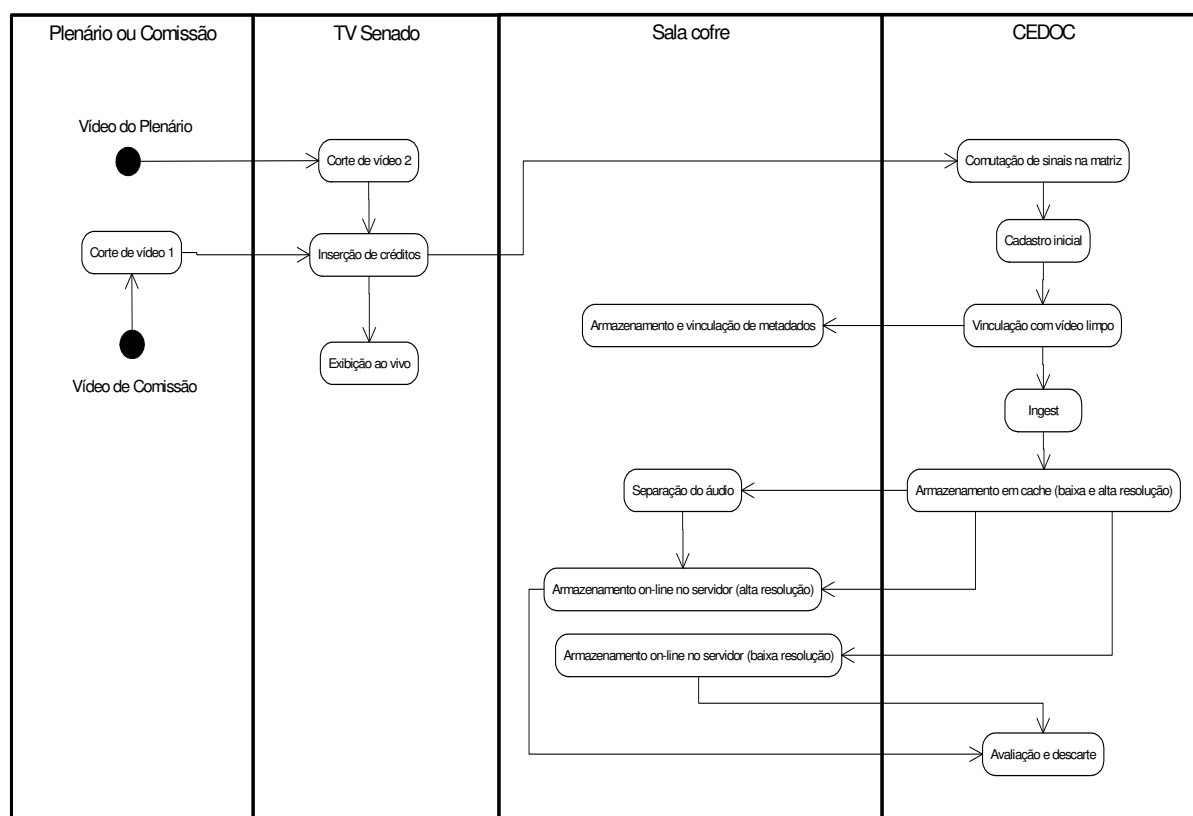 Plenário ou Comissão
TV Senado
Sala cofre
CEDOC
Vídeo do Plenário
Corte de vídeo 2
Comutação de sinais na matriz
Corte de vídeo 1
Inserção de créditos
Cadastro inicial
Armazenamento e vinculação de metadados
Vinculação com vídeo limpo
Exibição ao vivo
Vídeo de Comissão
Ingest
Separação do áudio
Armazenamento em cache (baixa e alta resolução)
Armazenamento on-line no servidor (alta resolução)
Armazenamento on-line no servidor (baixa resolução)
Avaliação e descarte